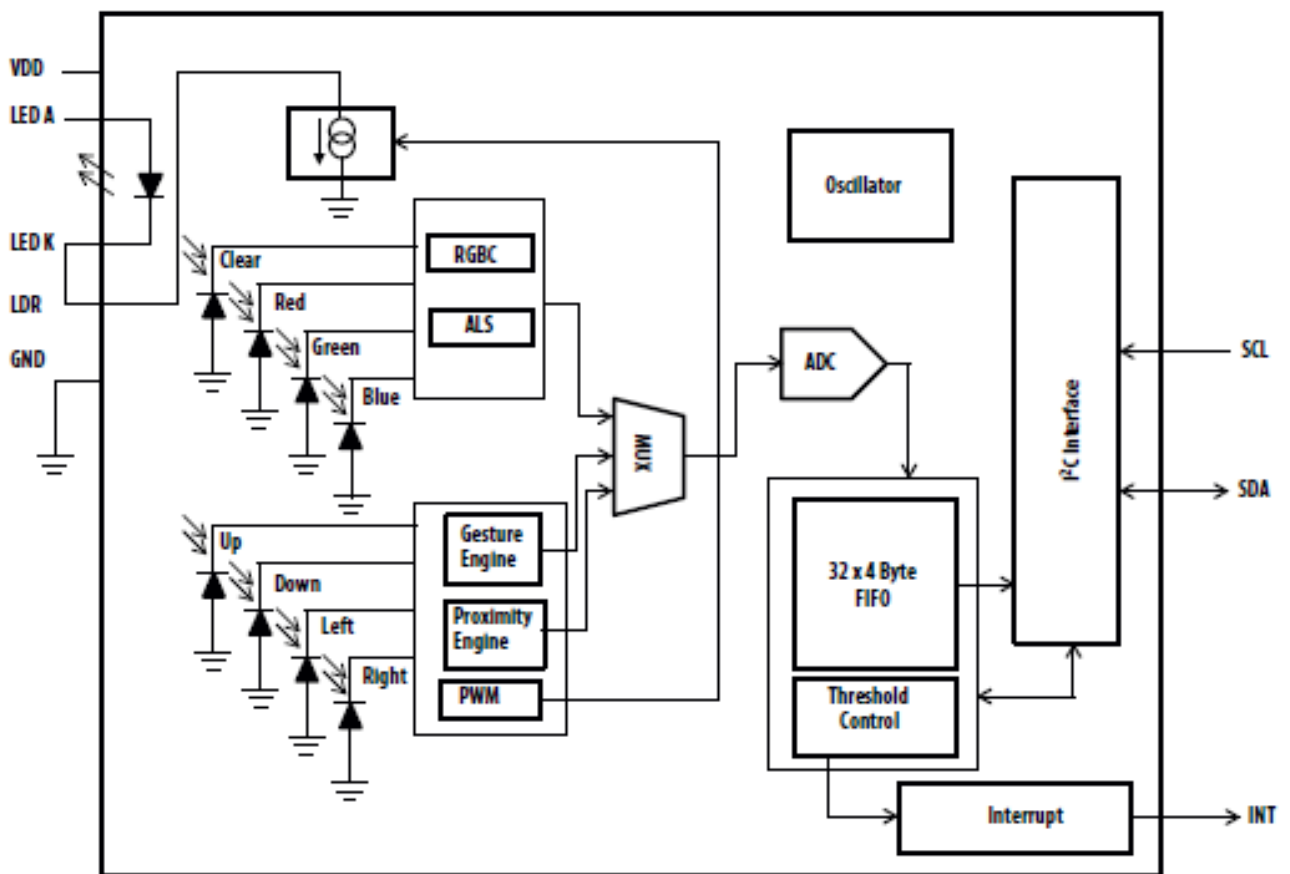 VDD
LED A
LED K
LDR
GND
Clear
Red
Green
Blue
RGBC
ALS
Up
Down
Left
Right
Gesture
Engine
Proximity
Engine
PWM
MUX
ADC
Oscillator
32 x 4 Byte
FIFO
Threshold
Control
I²C Interface
Interrupt
SCL
SDA
INT